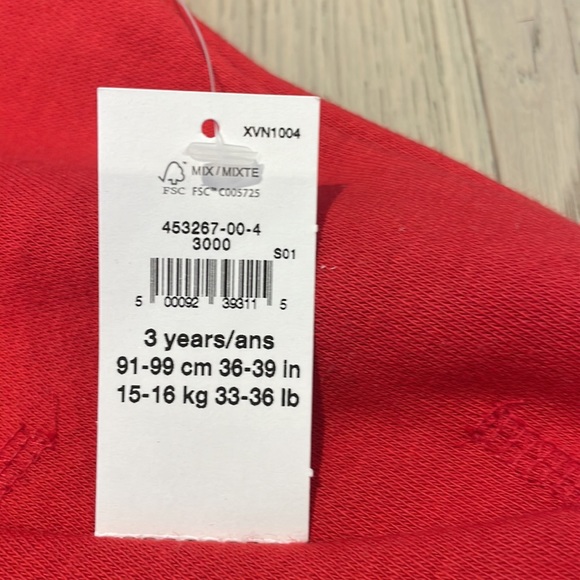 XVN1004
MIX / MIXTE
FSC FSC™ C005725
453267-00-4
3000
S01
5 00092 39311 5
3 years/ans
91-99 cm 36-39 in
15-16 kg 33-36 lb